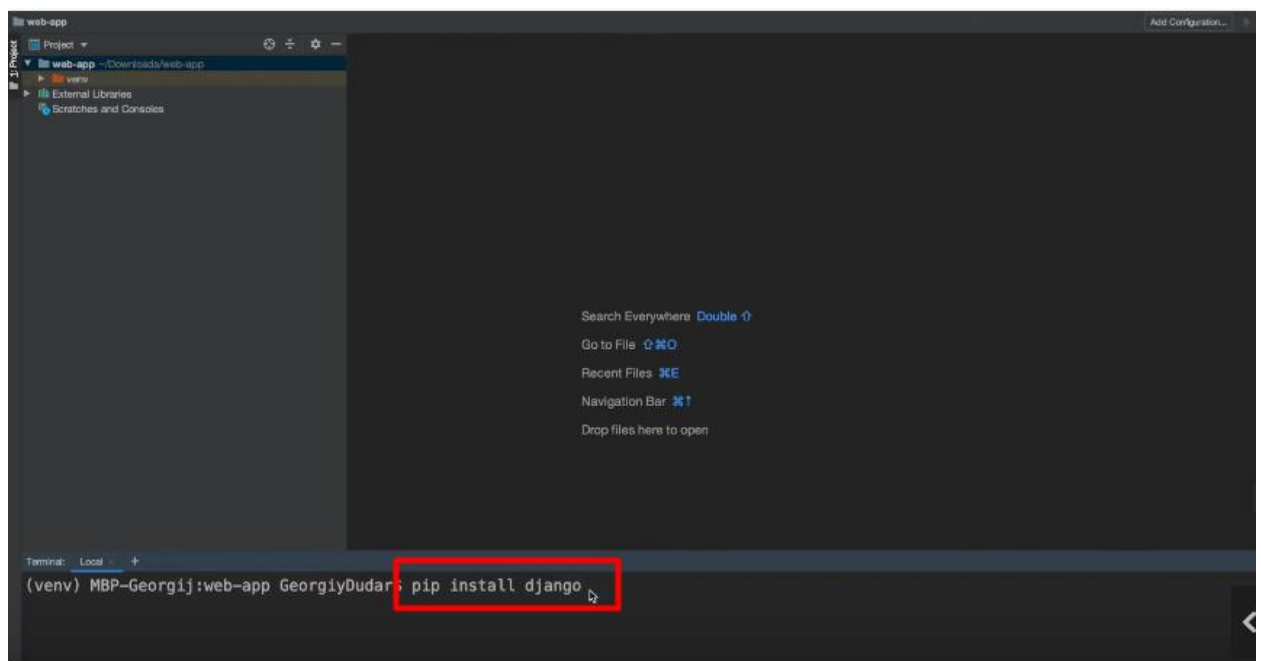 web-app
Add Configuration...
1: Project
Project
web-app ~/Downloads/web-app
venv
External Libraries
Scratches and Consoles
Search Everywhere Double ⇧
Go to File ⇧⌘O
Recent Files ⌘E
Navigation Bar ⌘↑
Drop files here to open
Terminal: Local × +
(venv) MBP-Georgij:web-app GeorgiyDudar$ pip install django